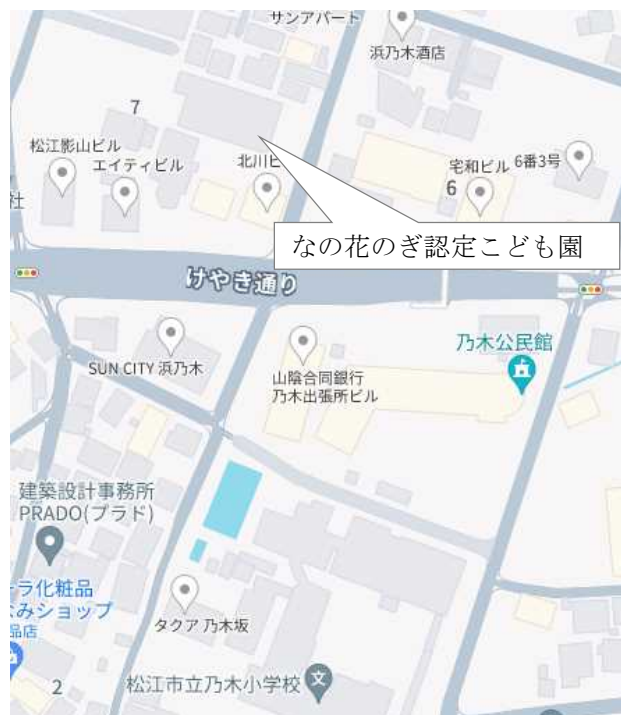 サンアパート
浜乃木酒店
7
松江影山ビル
エイティビル
北川ビ
宅和ビル
6番3号
6
社
なの花のぎ認定こども園
けやき通り
乃木公民館
SUN CITY 浜乃木
山陰合同銀行
乃木出張所ビル
建築設計事務所
PRADO(プラド)
ラ化粧品
なみショップ
品店
タクア 乃木坂
2
松江市立乃木小学校
文